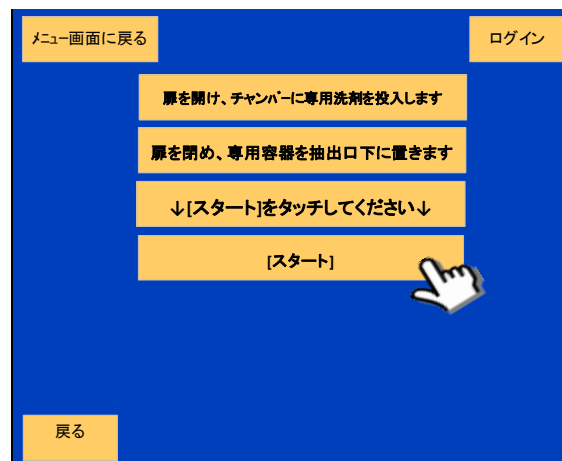 メニュー画面に戻る
ログイン
扉を開け、チャンバーに専用洗剤を投入します
扉を閉め、専用容器を抽出口下に置きます
↓[スタート]をタッチしてください↓
[スタート]
戻る